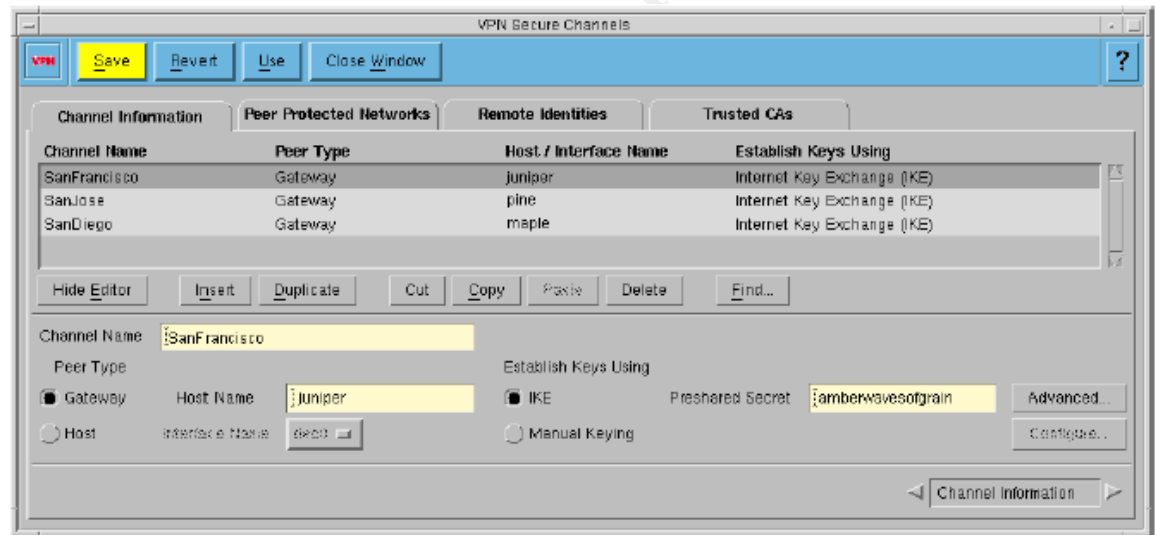 VPN Secure Channels
VPN Save Revert Use Close Window ?
Channel Information Peer Protected Networks Remote Identities Trusted CAs
Channel Name Peer Type Host / Interface Name Establish Keys Using
SanFrancisco Gateway juniper Internet Key Exchange (IKE)
SanJose Gateway pine Internet Key Exchange (IKE)
SanDiego Gateway maple Internet Key Exchange (IKE)
Hide Editor Insert Duplicate Cut Copy Paste Delete Find...
Channel Name SanFrancisco
Peer Type Establish Keys Using
Gateway Host Name juniper IKE Preshared Secret amberwavesofgrain Advanced...
Host Interface Name Manual Keying Configure...
Channel Information